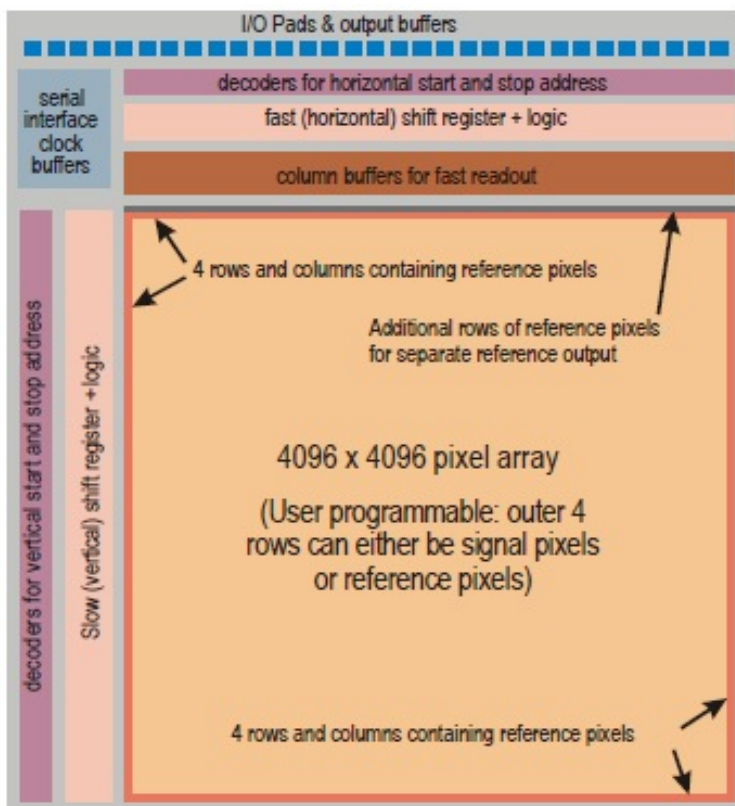 I/O Pads & output buffers
serial
interface
clock
buffers
decoders for horizontal start and stop address
fast (horizontal) shift register + logic
column buffers for fast readout
decoders for vertical start and stop address
Slow (vertical) shift register +logic
4 rows and columns containing reference pixels
Additional rows of reference pixels
for separate reference output
4096 x 4096 pixel array
(User programmable: outer 4
rows can either be signal pixels
or reference pixels)
4 rows and columns containing reference pixels